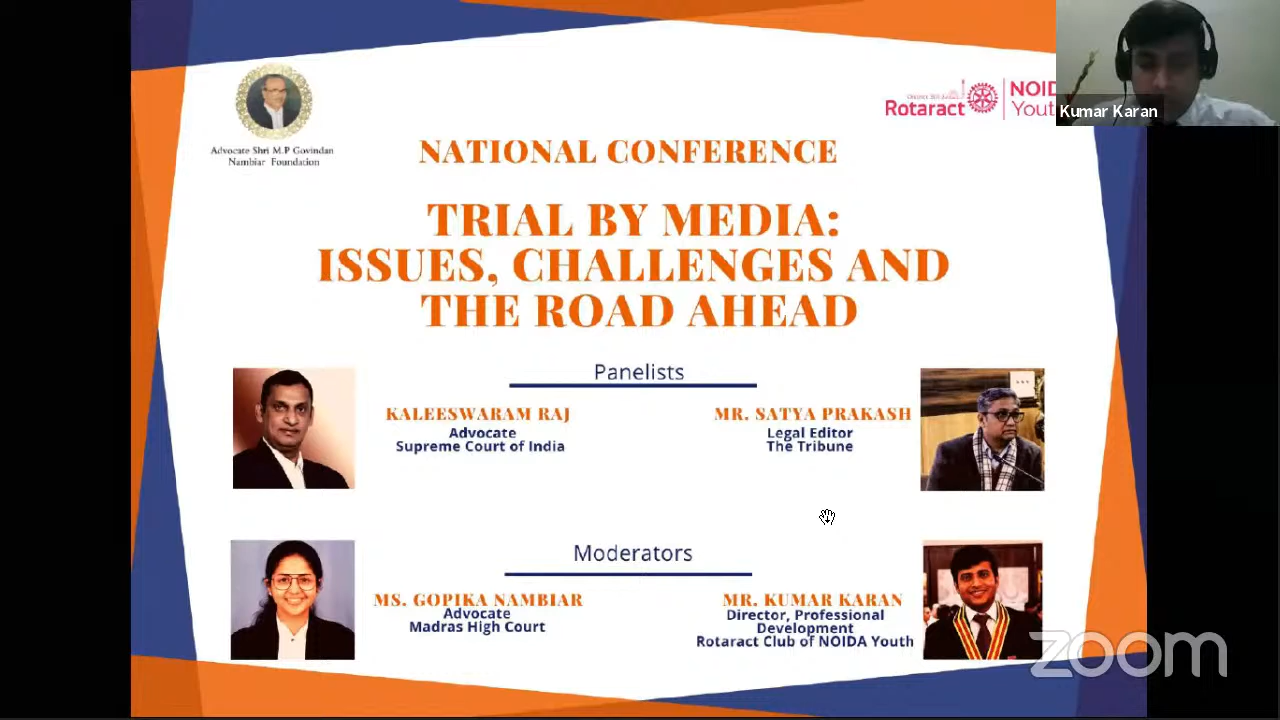 Advocate Shri M.P Govindan
Nambiar Foundation
Rotaract
NOID
Yout
Kumar Karan
NATIONAL CONFERENCE
TRIAL BY MEDIA:
ISSUES, CHALLENGES AND
THE ROAD AHEAD
Panelists
KALEESWARAM RAJ
Advocate
Supreme Court of India
MR. SATYA PRAKASH
Legal Editor
The Tribune
Moderators
MS. GOPIKA NAMBIAR
Advocate
Madras High Court
MR. KUMAR KARAN
Director, Professional
Development
Rotaract Club of NOIDA Youth
zoom